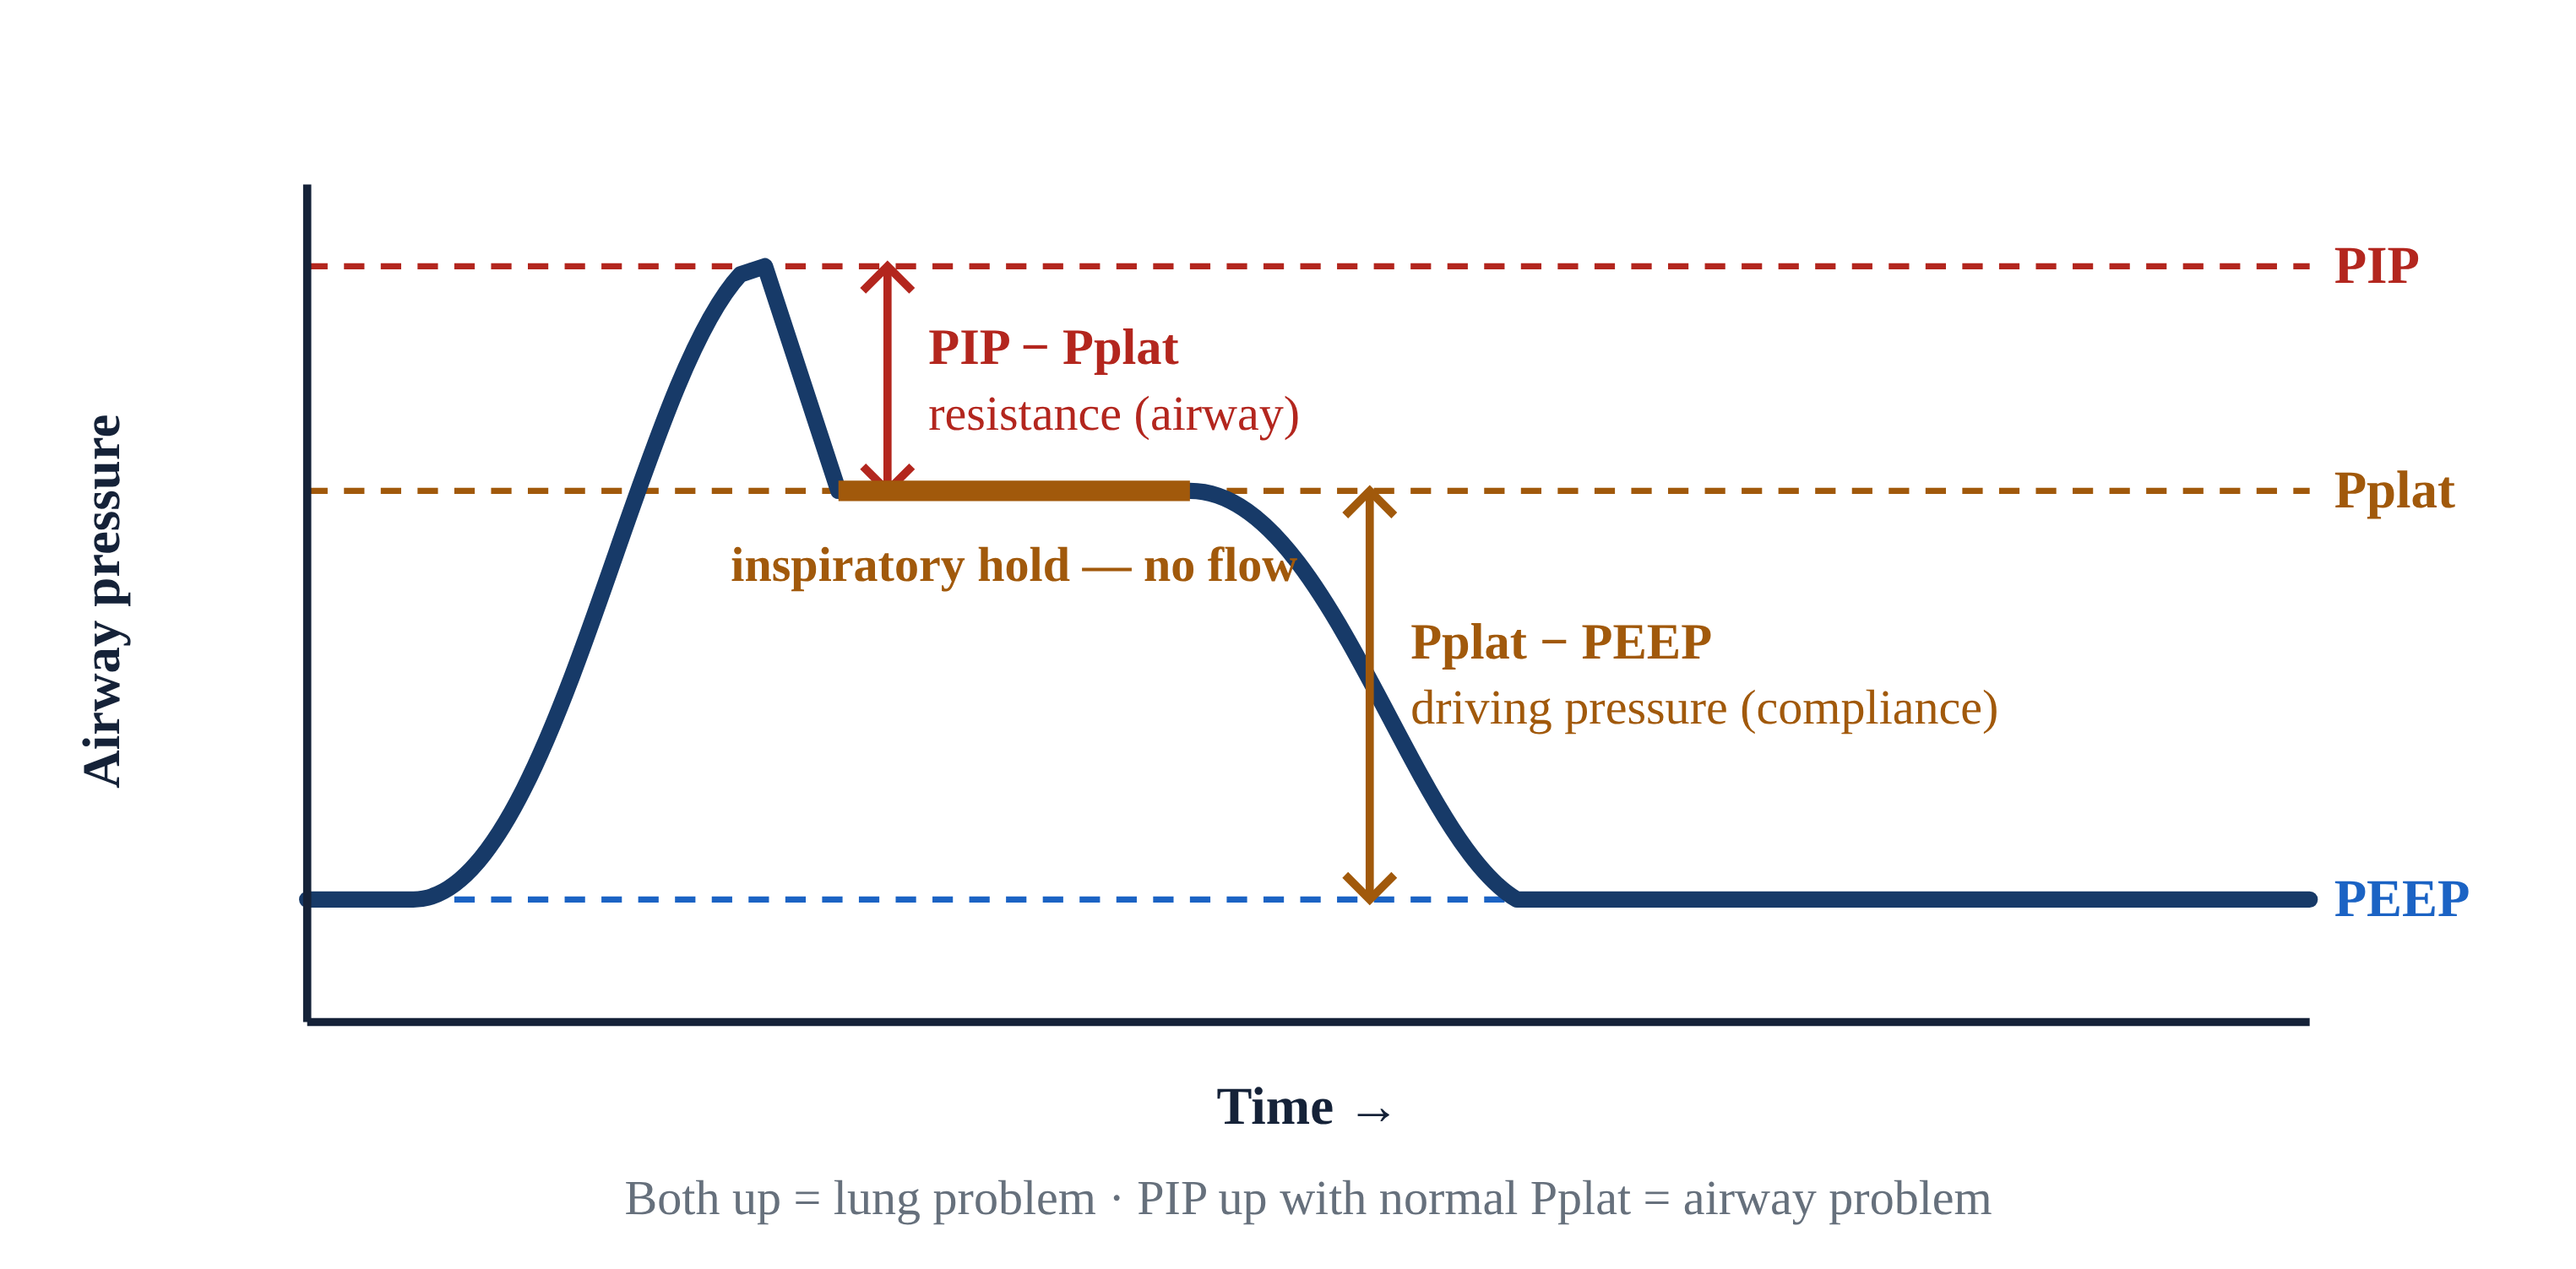 PIP
PIP − Pplat
resistance (airway)
Pplat
inspiratory hold — no flow
Pplat − PEEP
driving pressure (compliance)
PEEP
Airway pressure
Time →
Both up = lung problem · PIP up with normal Pplat = airway problem